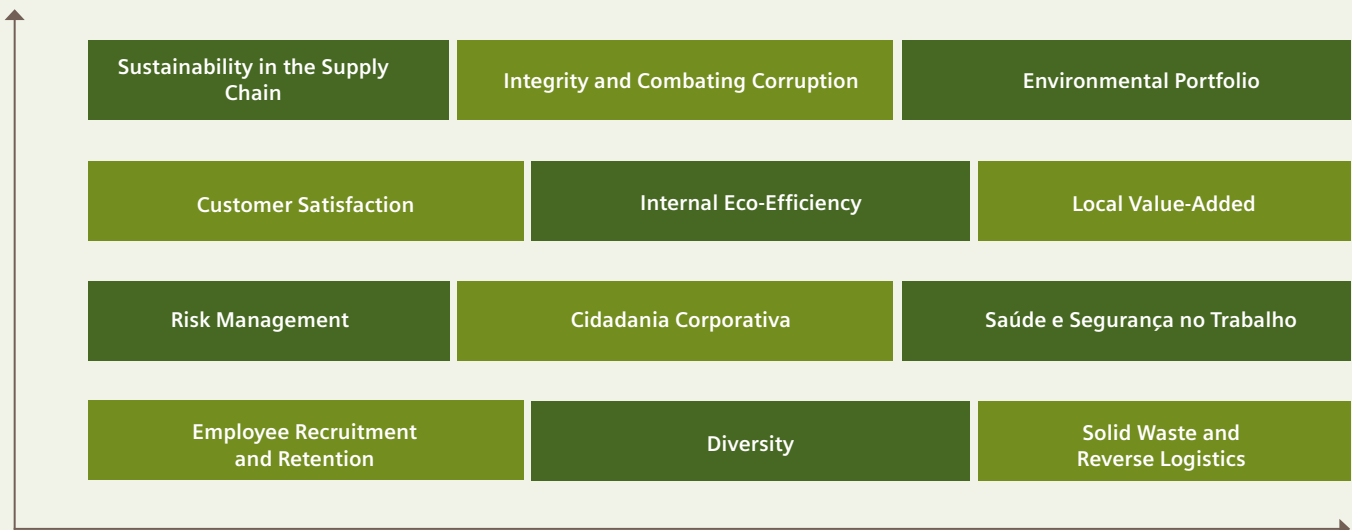 Sustainability in the Supply
Chain
Integrity and Combating Corruption
Environmental Portfolio
Customer Satisfaction
Internal Eco-Efficiency
Local Value-Added
Risk Management
Cidadania Corporativa
Saúde e Segurança no Trabalho
Employee Recruitment
and Retention
Diversity
Solid Waste and
Reverse Logistics